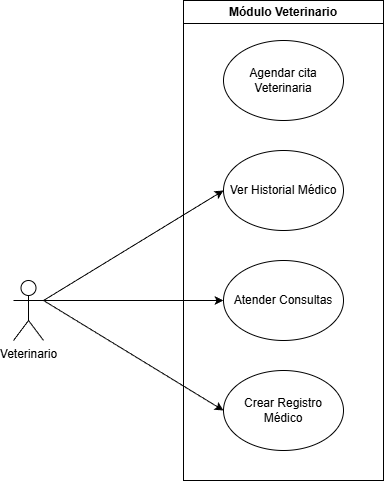 Módulo Veterinario
Agendar cita
Veterinaria
Ver Historial Médico
Atender Consultas
Veterinario
Crear Registro
Médico